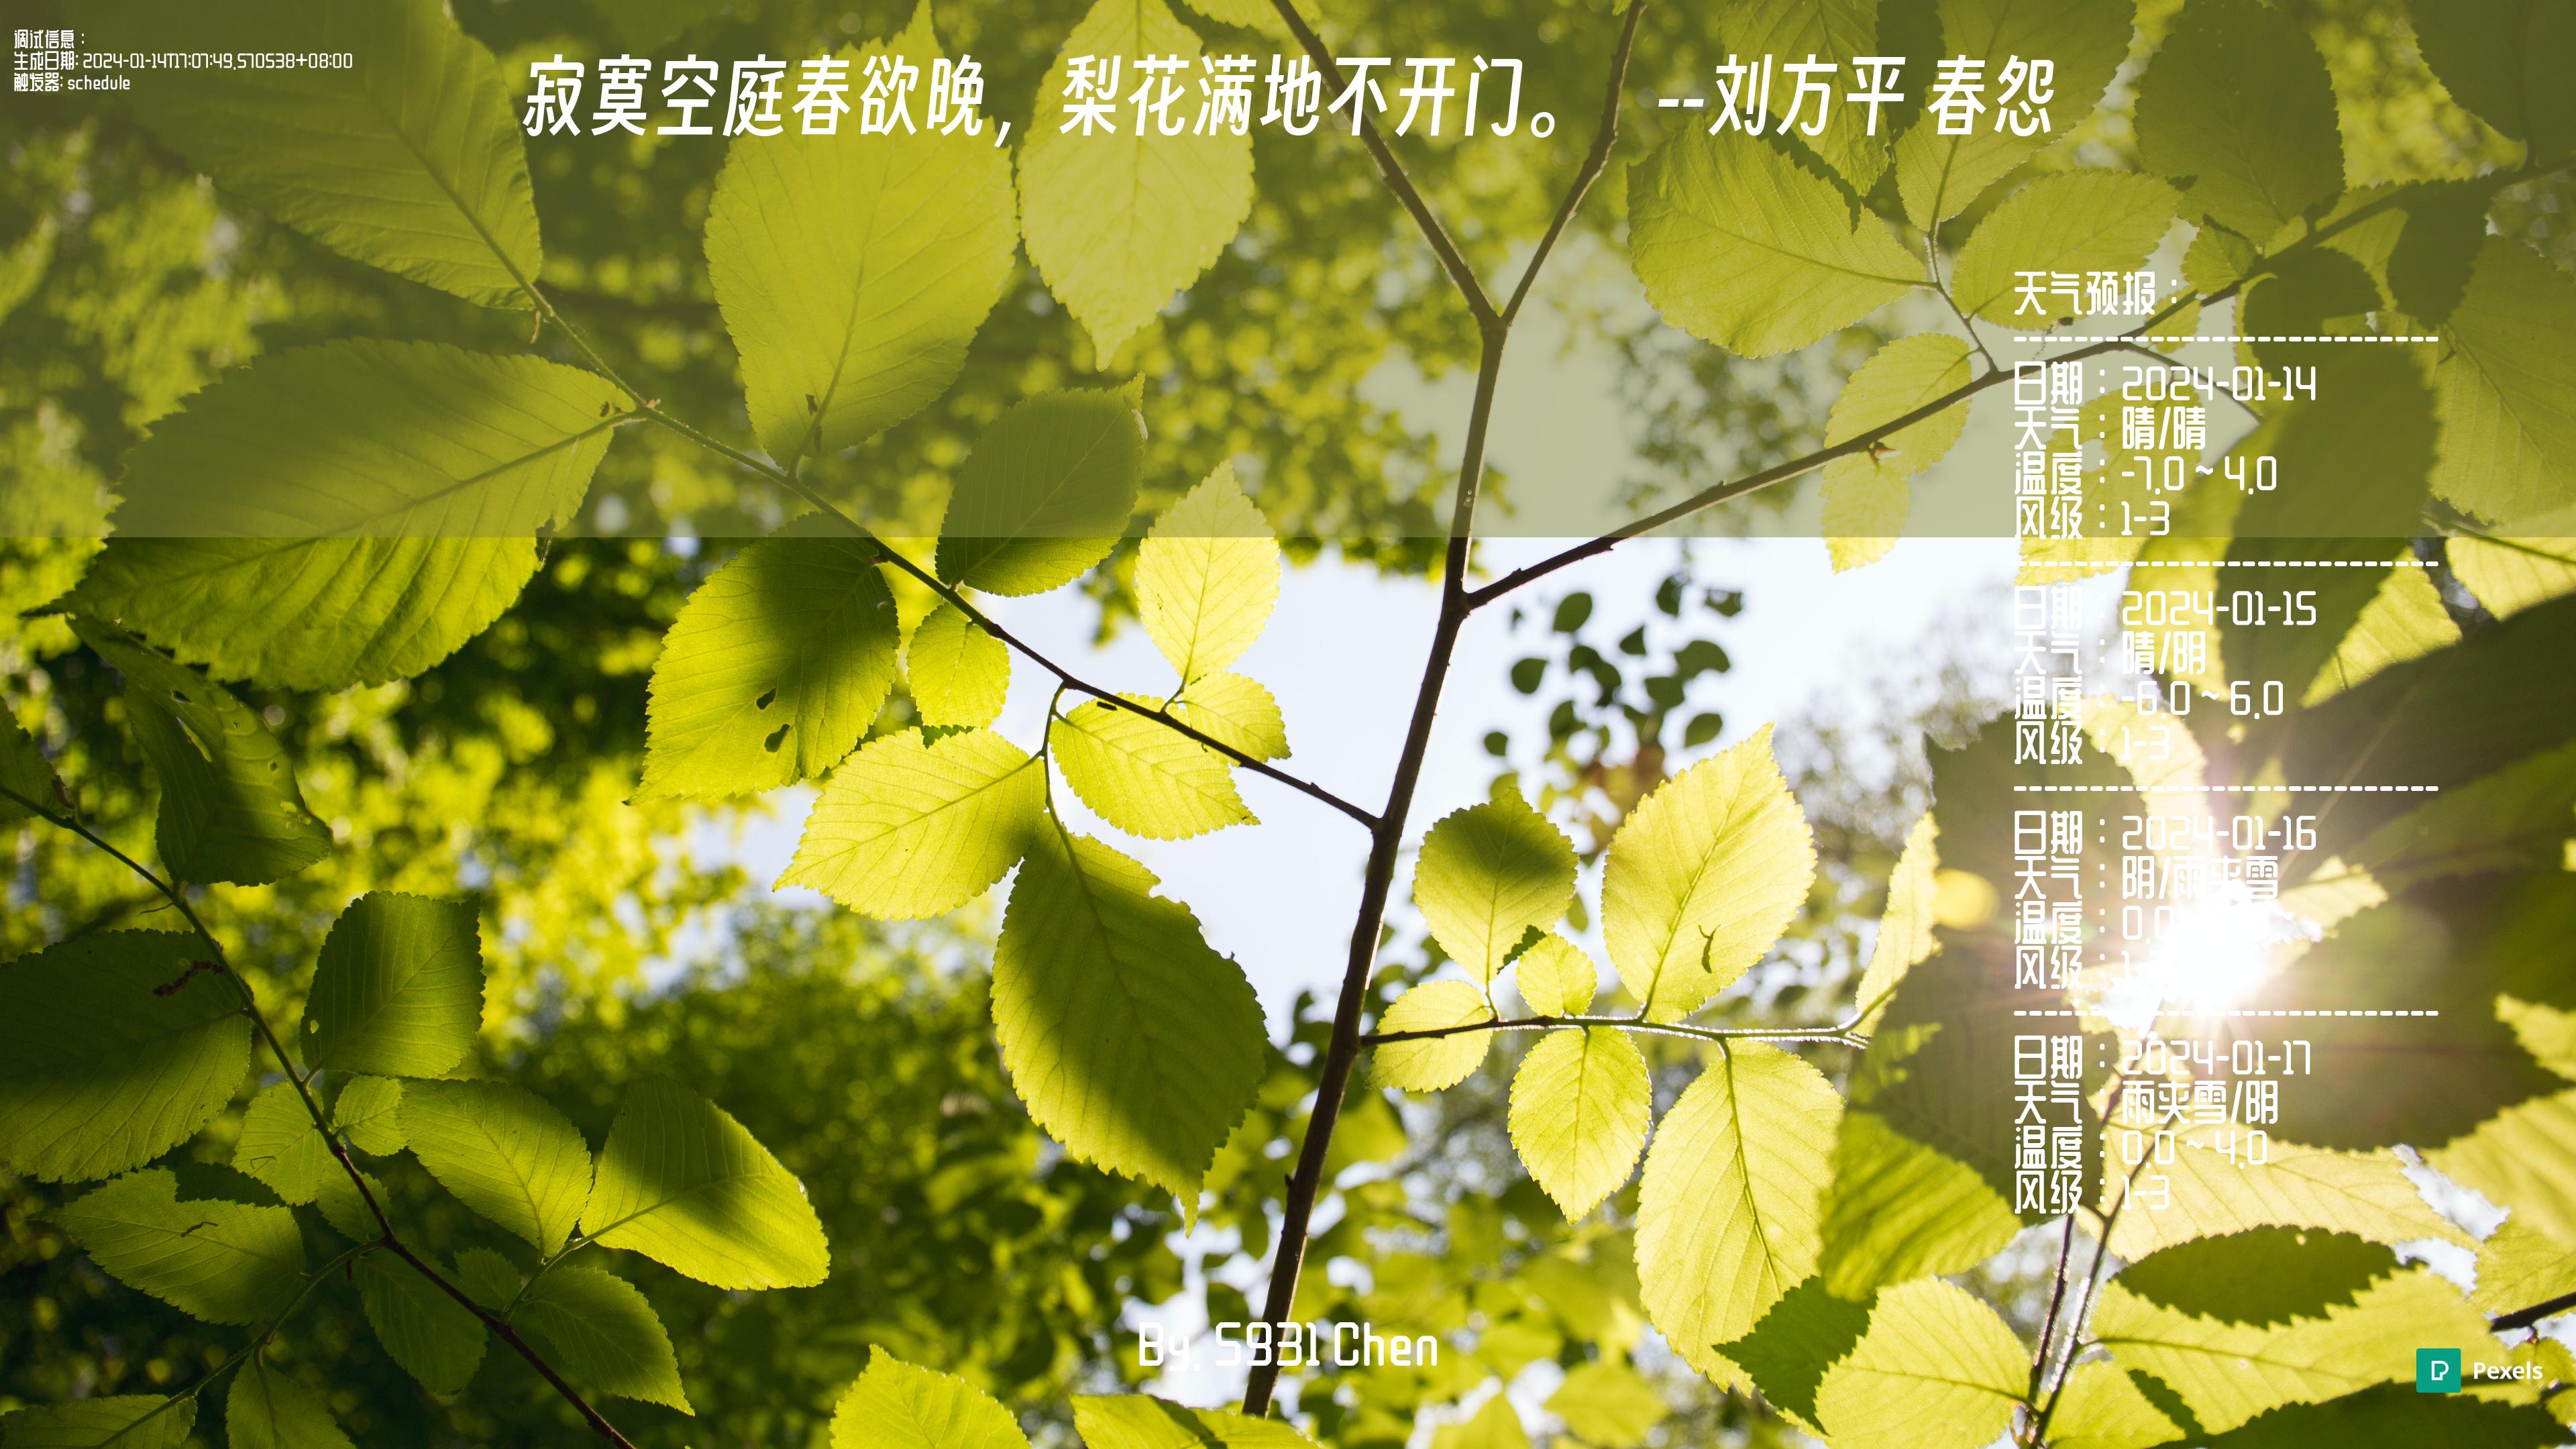 调试信息：
生成日期: 2024-01-14T17:07:49.570538+08:00
触发器: schedule
寂寞空庭春欲晚，梨花满地不开门。 --刘方平 春怨
天气预报：
------------------------------
日期：2024-01-14
天气：晴/晴
温度：-7.0 ~ 4.0
风级：1-3
------------------------------
日期：2024-01-15
天气：晴/阴
温度：-6.0 ~ 6.0
风级：1-3
------------------------------
日期：2024-01-16
天气：阴/雨夹雪
温度：0.0
风级：
------------------------------
日期：2024-01-17
天气：雨夹雪/阴
温度：0.0 ~ 4.0
风级：1-3
By. S931 Chen
Pexels